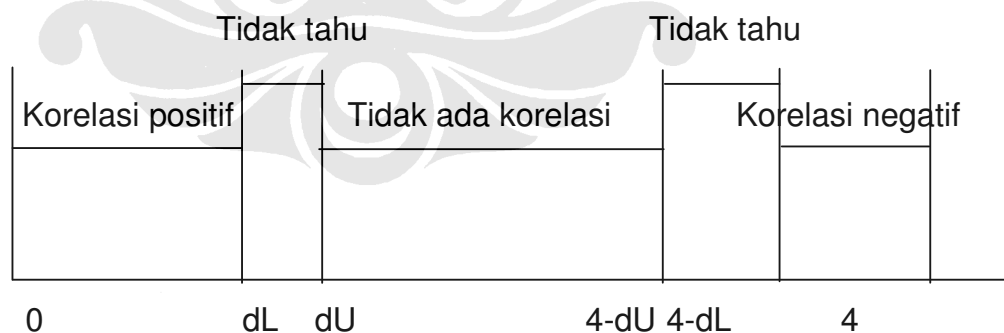 Tidak tahu Tidak tahu
Korelasi positif Tidak ada korelasi Korelasi negatif
0 dL dU 4-dU 4-dL 4